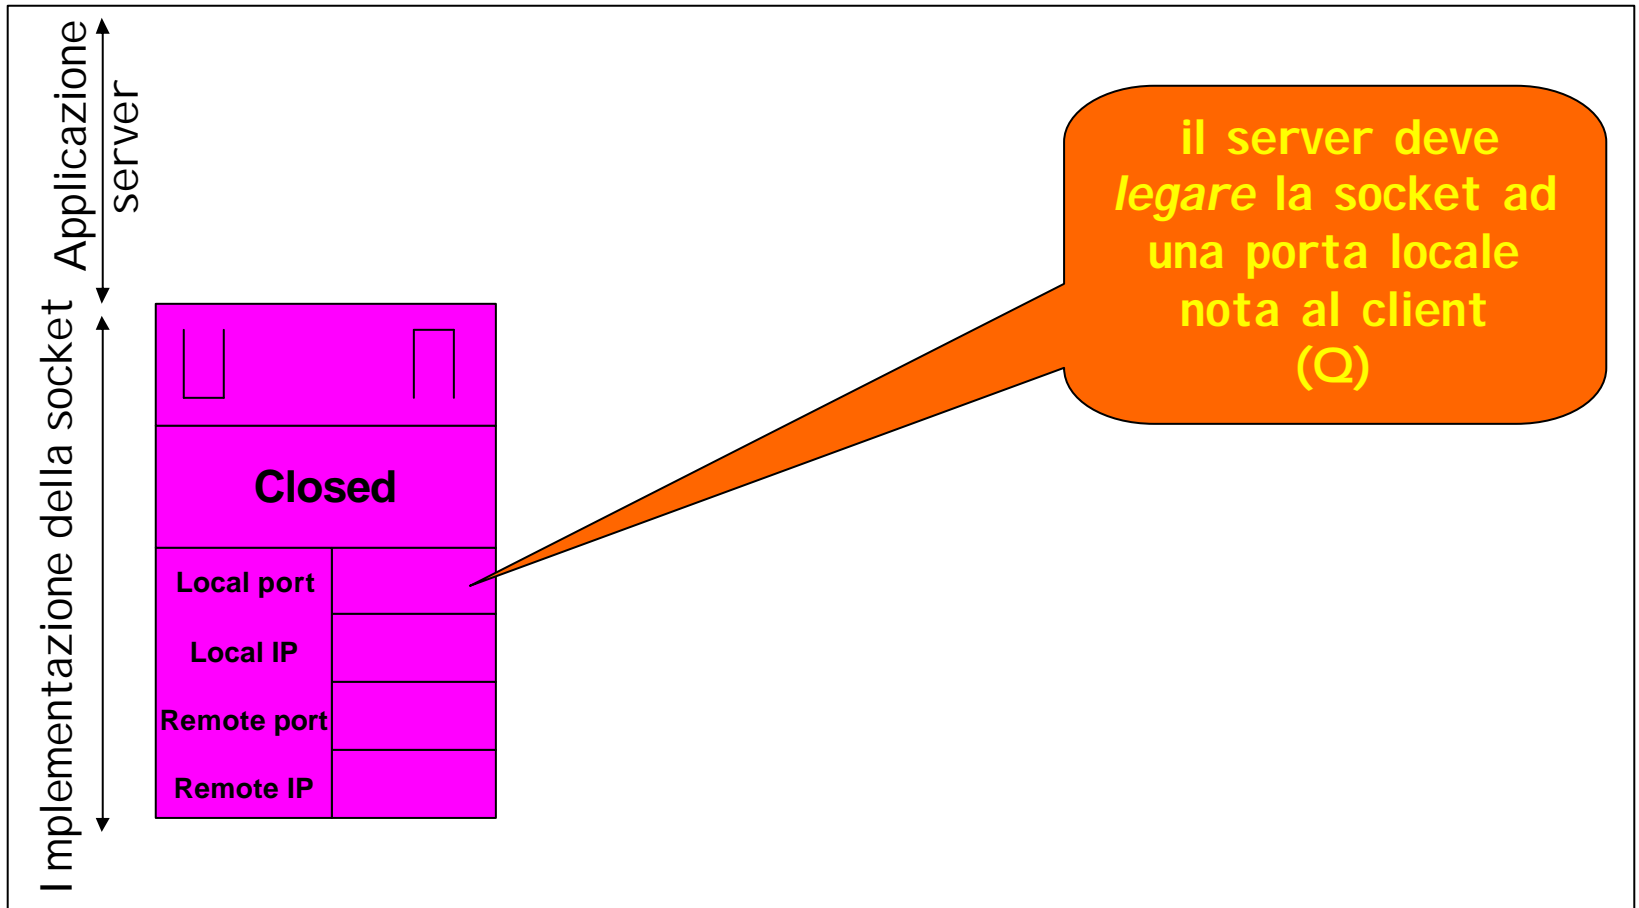 Applicazione
server
Implementazione della socket
il server deve
legare la socket ad
una porta locale
nota al client
(Q)
Closed
Local port
Local IP
Remote port
Remote IP